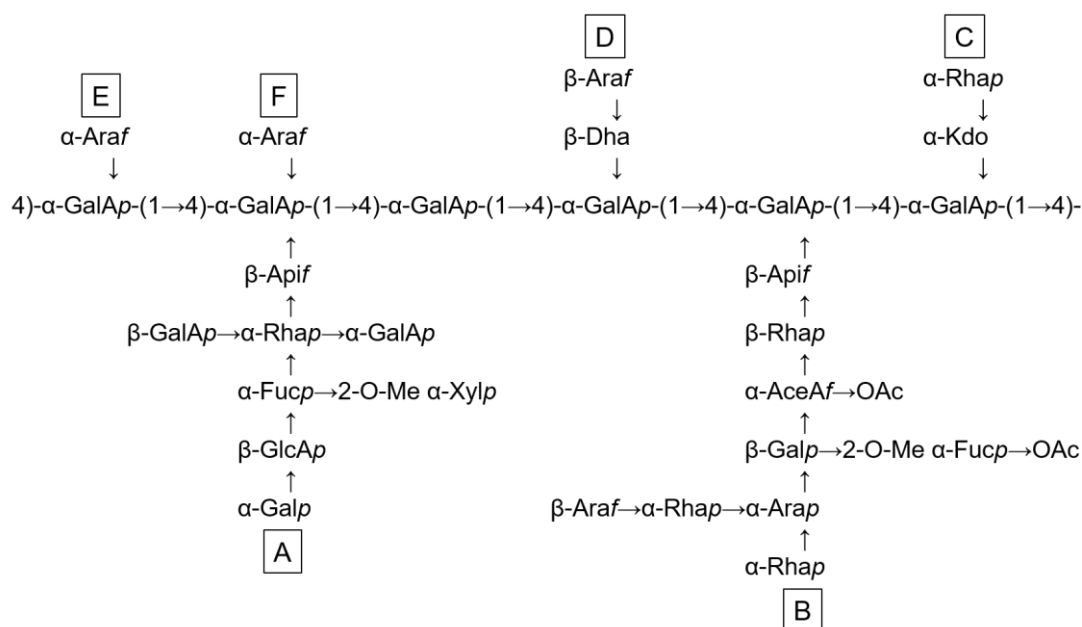 D C
E F β-Araf α-Rhap
↓ ↓
α-Araf α-Araf β-Dha α-Kdo
↓ ↓ ↓ ↓
4)-α-GalAp-(1→4)-α-GalAp-(1→4)-α-GalAp-(1→4)-α-GalAp-(1→4)-α-GalAp-(1→4)-α-GalAp-(1→4)-
↑ ↑
β-Apif β-Apif
↑ ↑
β-GalAp→α-Rhap→α-GalAp β-Rhap
↑ ↑
α-Fucp→2-O-Me α-Xylp α-AceAf→OAc
↑ ↑
β-GlcAp β-Galp→2-O-Me α-Fucp→OAc
↑ ↑
α-Galp β-Araf→α-Rhap→α-Arap
A ↑
α-Rhap
B